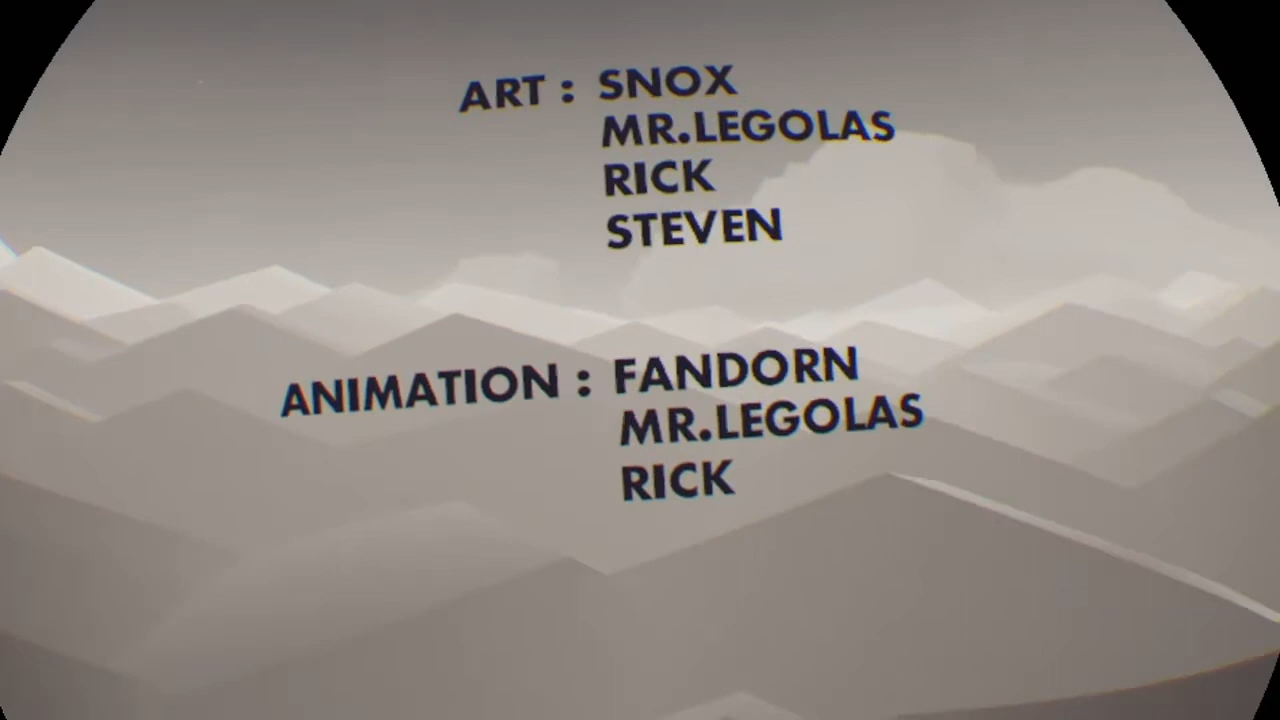 ART : SNOX
MR.LEGOLAS
RICK
STEVEN
ANIMATION : FANDORN
MR.LEGOLAS
RICK